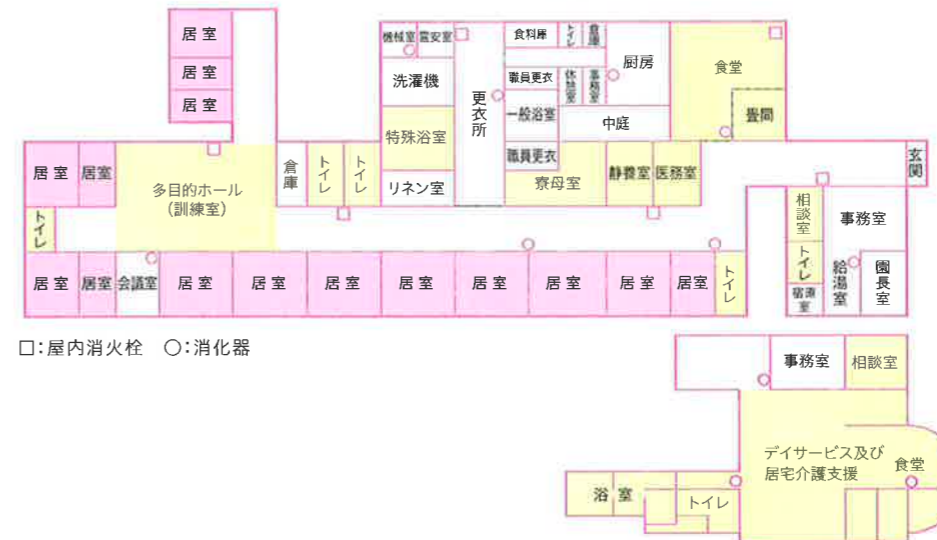 居室
居室
居室
機械室
霊安室
洗濯機
特殊浴室
リネン室
更衣所
食料庫
トイレ
倉庫
職員更衣
休憩室
事務室
厨房
一般浴室
中庭
職員更衣
寮母室
静養室
医務室
食堂
畳間
玄関
居室
居室
多目的ホール
(訓練室)
倉庫
トイレ
トイレ
トイレ
居室
居室
会議室
居室
居室
居室
居室
居室
居室
居室
居室
トイレ
相談室
トイレ
宿直室
事務室
給湯室
園長室
□:屋内消火栓 ○:消化器
事務室
相談室
デイサービス及び
居宅介護支援
食堂
浴室
トイレ